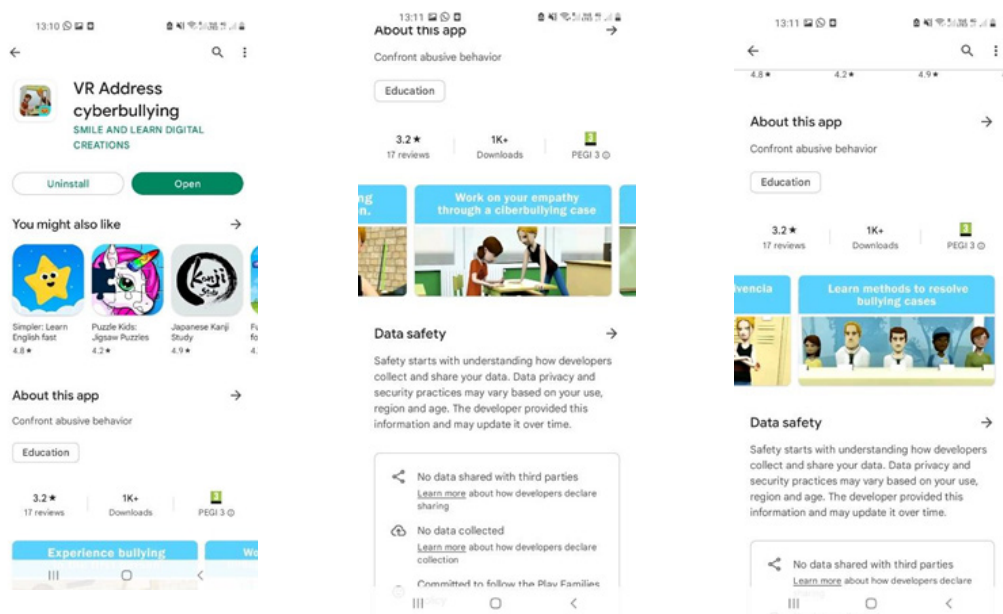 13:10
VR Address
cyberbullying
SMILE AND LEARN DIGITAL
CREATIONS
Uninstall
Open
You might also like
Simpler: Learn
English fast
4.8★
Puzzle Kids:
Jigsaw Puzzles
4.2★
Kanji
Study
Japanese Kanji
Study
4.9★
Fu
fo
4.
About this app
Confront abusive behavior
Education
3.2★
17 reviews
1K+
Downloads
3
PEGI 3
Experience bullying
Wo
13:11
About this app
Confront abusive behavior
Education
3.2★
17 reviews
1K+
Downloads
3
PEGI 3
ng
n.
Work on your empathy
through a ciberbullying case
Data safety
Safety starts with understanding how developers
collect and share your data. Data privacy and
security practices may vary based on your use,
region and age. The developer provided this
information and may update it over time.
No data shared with third parties
Learn more about how developers declare
sharing
No data collected
Learn more about how developers declare
collection
Committed to follow the Play Families
13:11
4.8★
4.2★
4.9★
About this app
Confront abusive behavior
Education
3.2★
17 reviews
1K+
Downloads
3
PEGI 3
ivencia
Learn methods to resolve
bullying cases
Data safety
Safety starts with understanding how developers
collect and share your data. Data privacy and
security practices may vary based on your use,
region and age. The developer provided this
information and may update it over time.
No data shared with third parties
Learn more about how developers declare